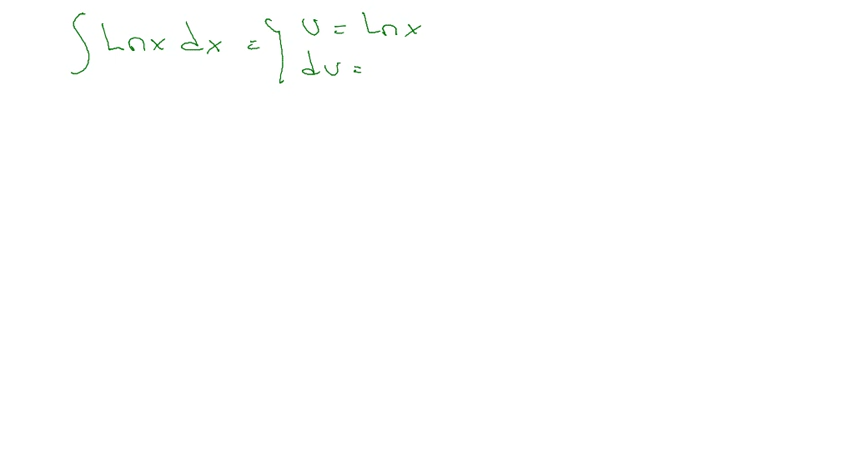 ∫ Lnx dx = { u = Lnx
du =